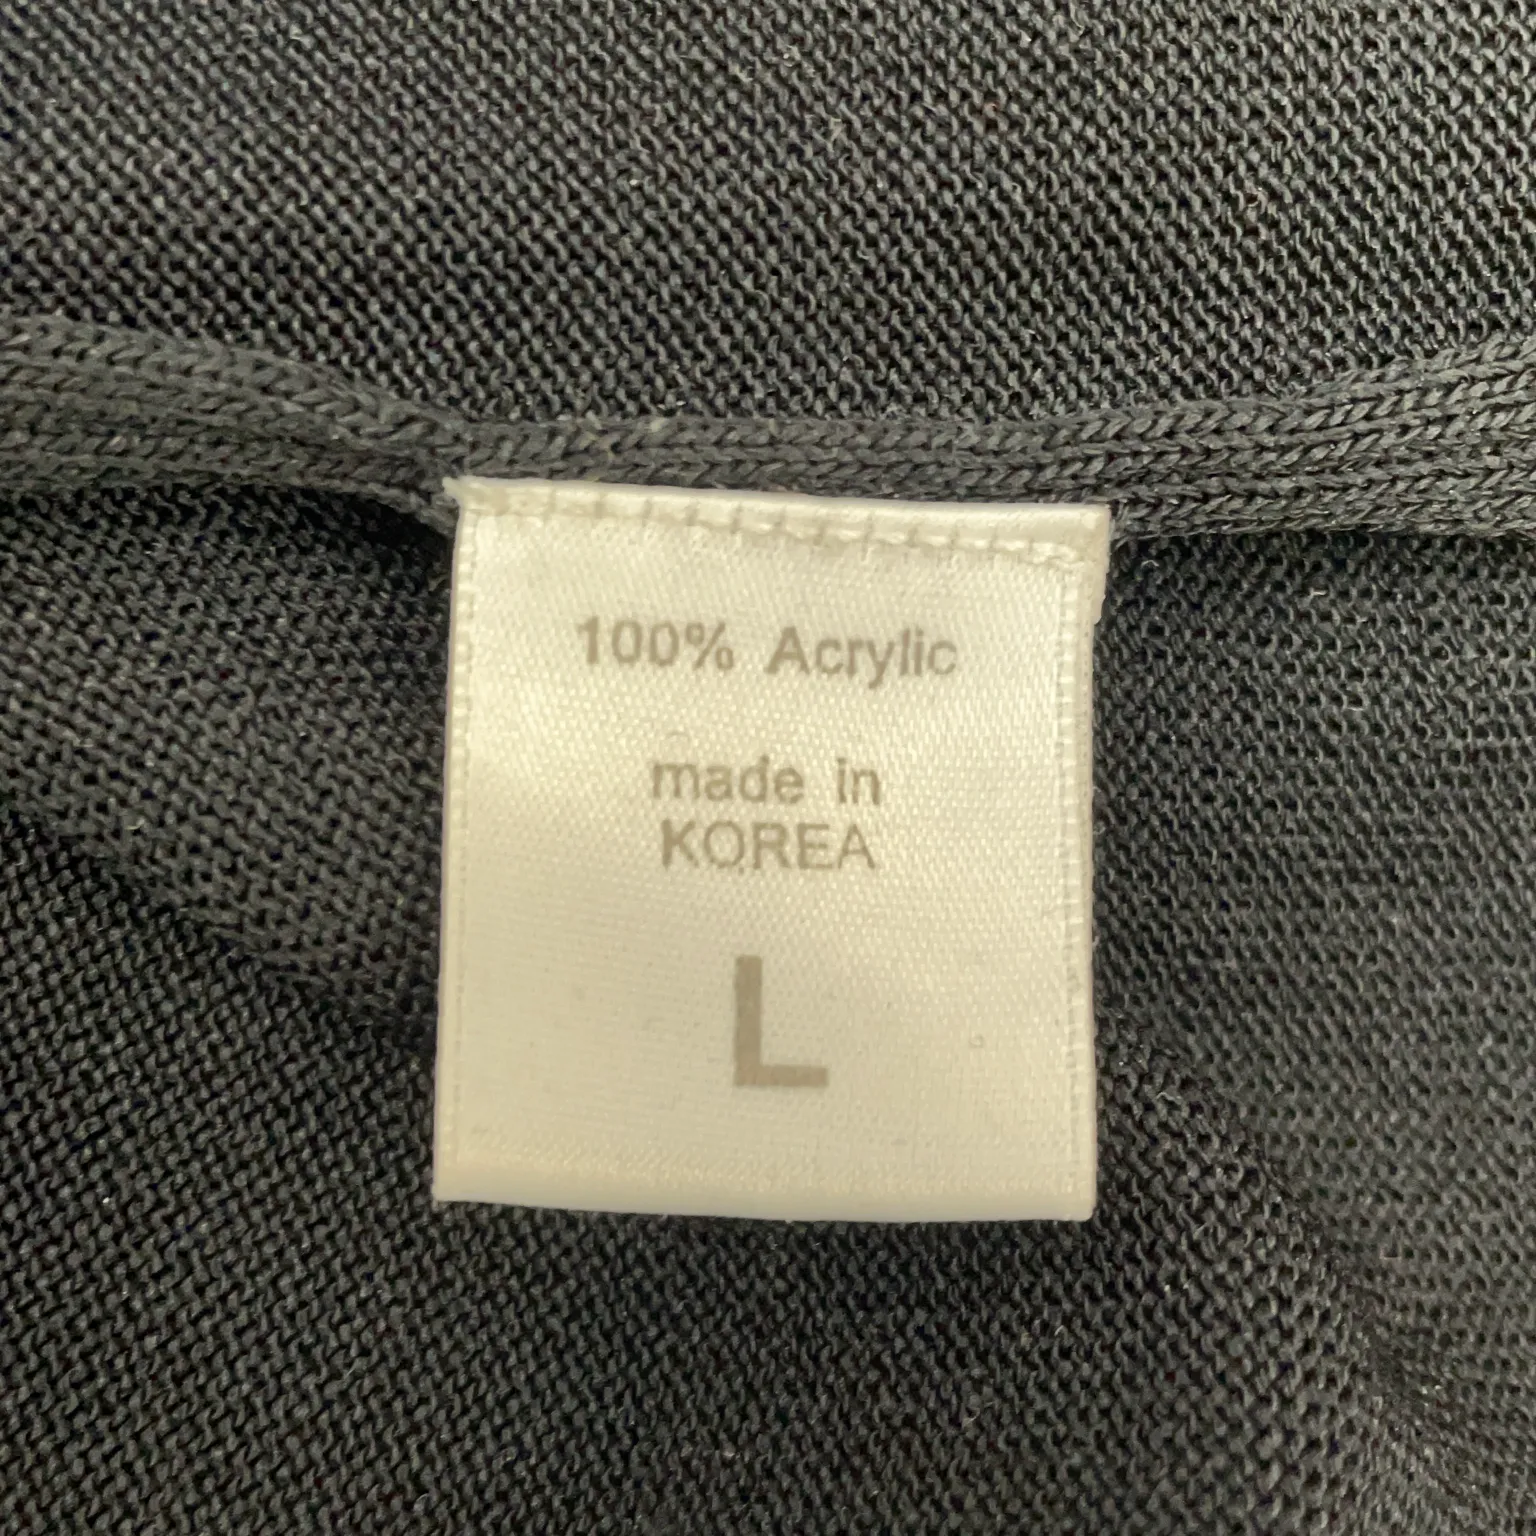 100% Acrylic
made in
KOREA
L